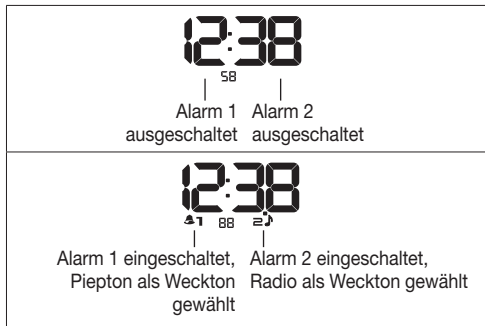 12:38
58
Alarm 1 Alarm 2
ausgeschaltet ausgeschaltet
12:38
1 88 2
Alarm 1 eingeschaltet, Alarm 2 eingeschaltet,
Piepton als Weckton Radio als Weckton gewählt
gewählt